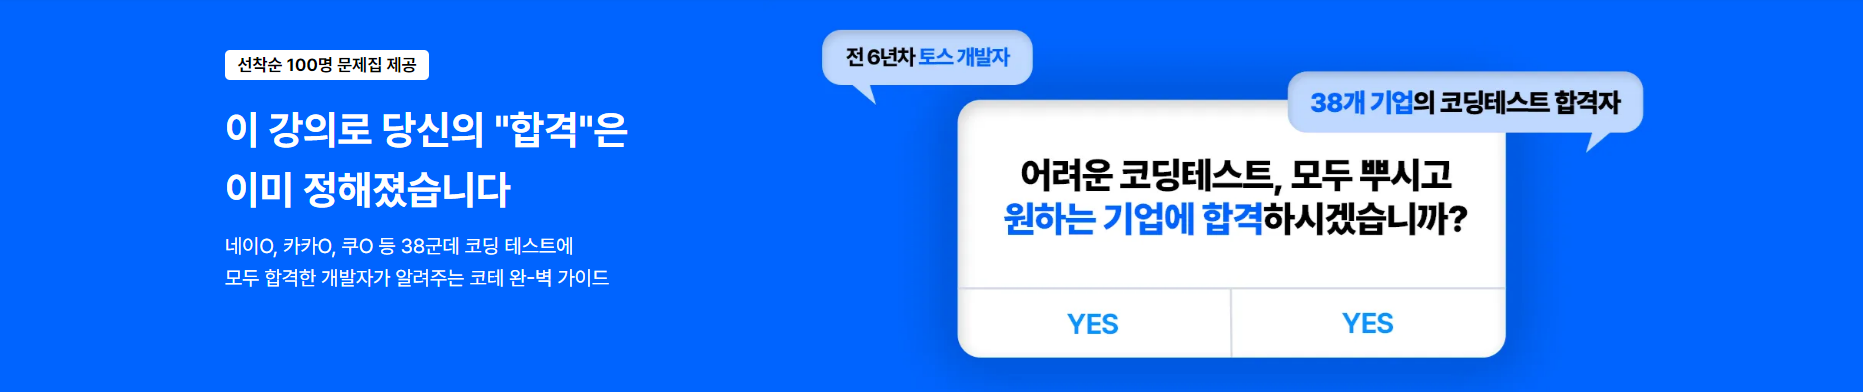 선착순 100명 문제집 제공
이 강의로 당신의 "합격"은
이미 정해졌습니다
네이O, 카카O, 쿠O 등 38군데 코딩 테스트에
모두 합격한 개발자가 알려주는 코테 완-벽 가이드
전 6년차 토스 개발자
38개 기업의 코딩테스트 합격자
어려운 코딩테스트, 모두 뿌시고
원하는 기업에 합격하시겠습니까?
YES
YES